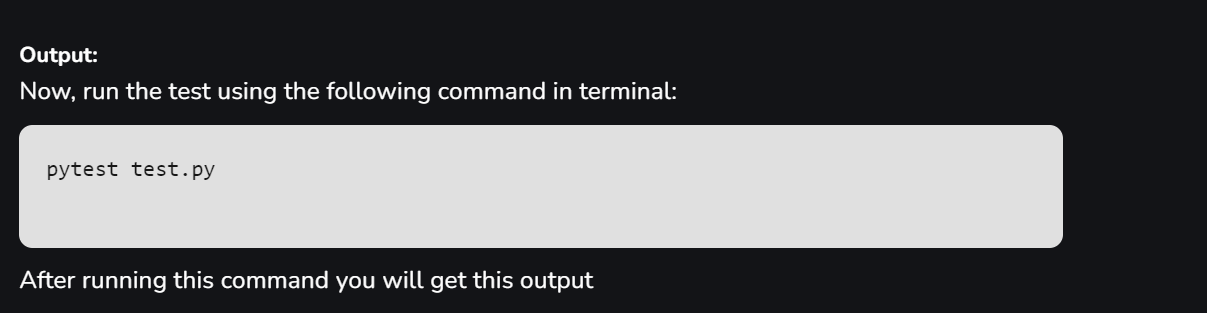 Output:
Now, run the test using the following command in terminal:
pytest test.py
After running this command you will get this output